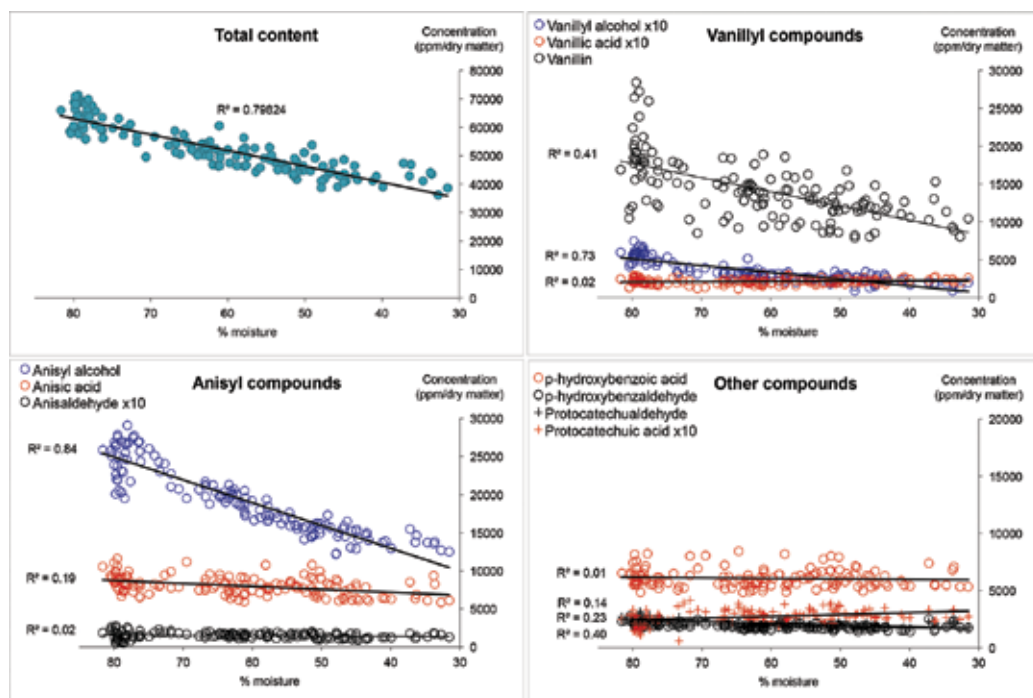 Total content
Concentration
(ppm/dry matter)
80000
70000
60000
50000
40000
30000
20000
10000
0
R² = 0.79824
80
70
60
50
40
30
% moisture
Vanillyl alcohol x10
Vanillic acid x10
Vanillin
Vanillyl compounds
Concentration
(ppm/dry matter)
30000
25000
20000
15000
10000
5000
0
R² = 0.41
R² = 0.73
R² = 0.02
80
70
60
50
40
30
% moisture
Anisyl alcohol
Anisic acid
Anisaldehyde x10
Anisyl compounds
Concentration
(ppm/dry matter)
30000
25000
20000
15000
10000
5000
0
R² = 0.84
R² = 0.19
R² = 0.02
80
70
60
50
40
30
% moisture
p-hydroxybenzoic acid
p-hydroxybenzaldehyde
Protocatechualdehyde
Protocatechuic acid x10
Other compounds
Concentration
(ppm/dry matter)
20000
15000
10000
5000
0
R² = 0.01
R² = 0.14
R² = 0.23
R² = 0.40
80
70
60
50
40
30
% moisture